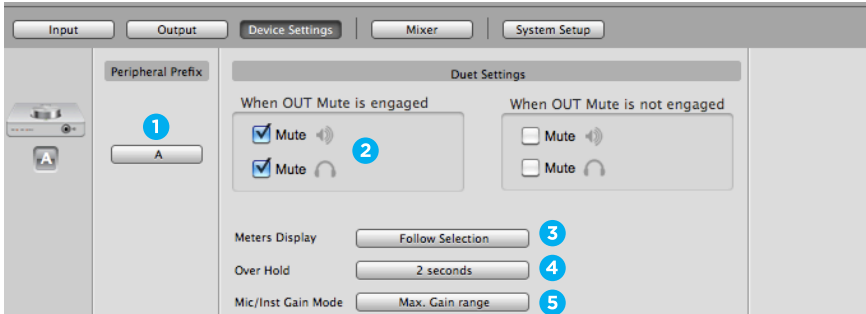 Input Output Device Settings Mixer System Setup
Peripheral Prefix
Duet Settings
When OUT Mute is engaged When OUT Mute is not engaged
1
A
A
Mute
Mute
2
Mute
Mute
Meters Display Follow Selection 3
Over Hold 2 seconds 4
Mic/Inst Gain Mode Max. Gain range 5